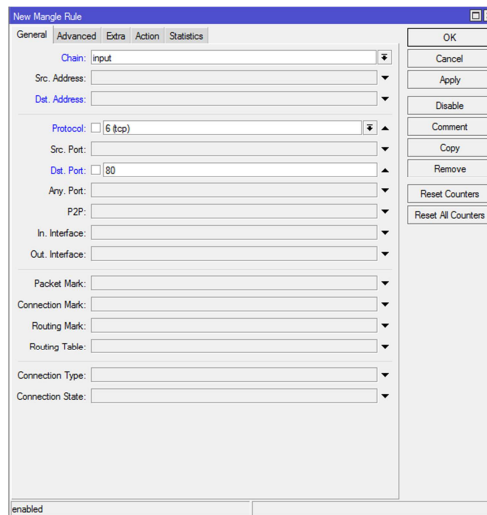 New Mangle Rule
General Advanced Extra Action Statistics
Chain: input
Src. Address:
Dst. Address:
Protocol: 6 (tcp)
Src. Port:
Dst. Port: 80
Any. Port:
P2P:
In. Interface:
Out. Interface:
Packet Mark:
Connection Mark:
Routing Mark:
Routing Table:
Connection Type:
Connection State:
OK
Cancel
Apply
Disable
Comment
Copy
Remove
Reset Counters
Reset All Counters
enabled